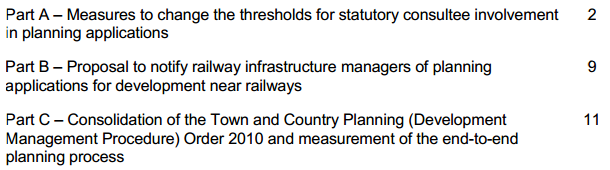 Part A – Measures to change the thresholds for statutory consultee involvement 2
in planning applications
Part B – Proposal to notify railway infrastructure managers of planning 9
applications for development near railways
Part C – Consolidation of the Town and Country Planning (Development 11
Management Procedure) Order 2010 and measurement of the end-to-end
planning process